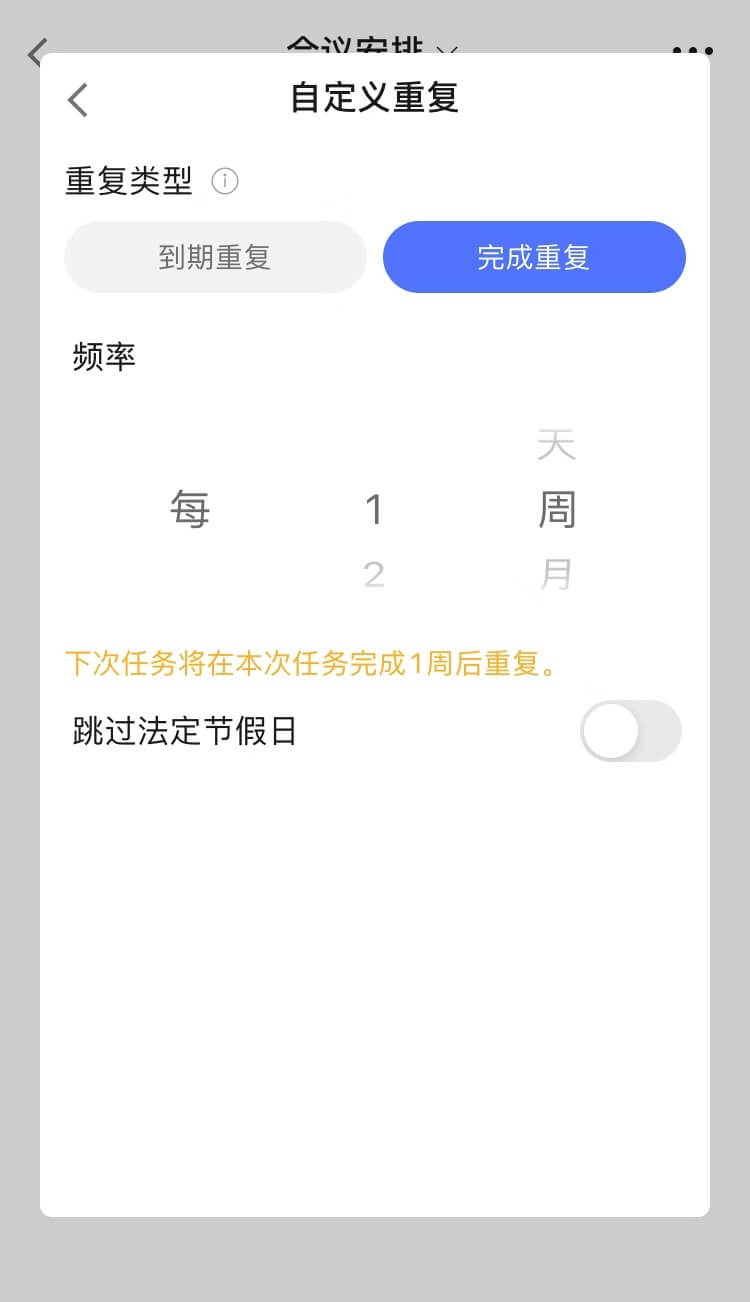 会议安排
自定义重复
重复类型
到期重复 完成重复
频率
天
每 1 周
2 月
下次任务将在本次任务完成1周后重复。
跳过法定节假日